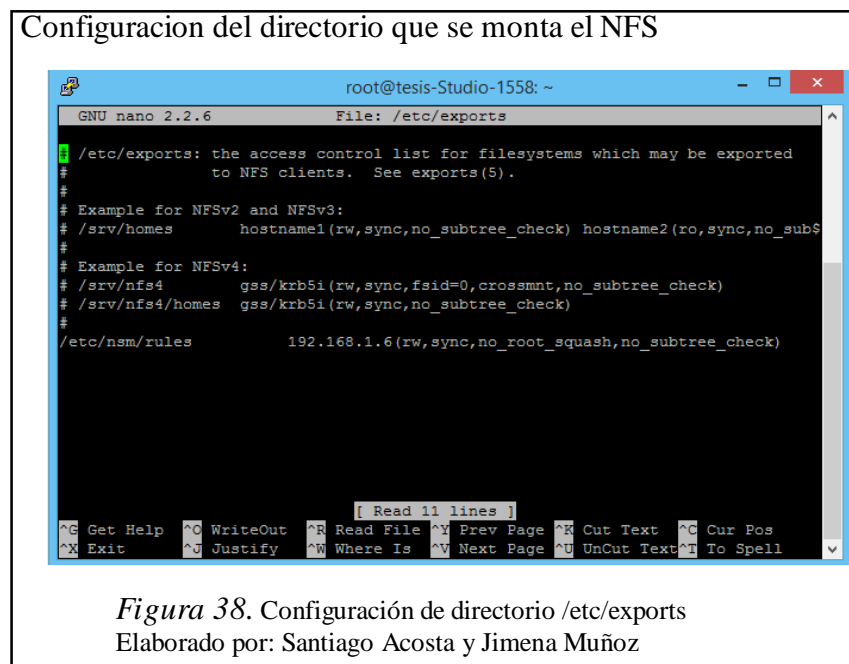 Configuracion del directorio que se monta el NFS
root@tesis-Studio-1558: ~
GNU nano 2.2.6 File: /etc/exports
# /etc/exports: the access control list for filesystems which may be exported
# to NFS clients. See exports(5).
#
# Example for NFSv2 and NFSv3:
# /srv/homes hostname1(rw,sync,no_subtree_check) hostname2(ro,sync,no_sub$
#
# Example for NFSv4:
# /srv/nfs4 gss/krb5i(rw,sync,fsid=0,crossmnt,no_subtree_check)
# /srv/nfs4/homes gss/krb5i(rw,sync,no_subtree_check)
#
/etc/nsm/rules 192.168.1.6(rw,sync,no_root_squash,no_subtree_check)
[ Read 11 lines ]
^G Get Help ^O WriteOut ^R Read File ^Y Prev Page ^K Cut Text ^C Cur Pos
^X Exit ^J Justify ^W Where Is ^V Next Page ^U UnCut Text ^T To Spell
Figura 38. Configuración de directorio /etc/exports
Elaborado por: Santiago Acosta y Jimena Muñoz